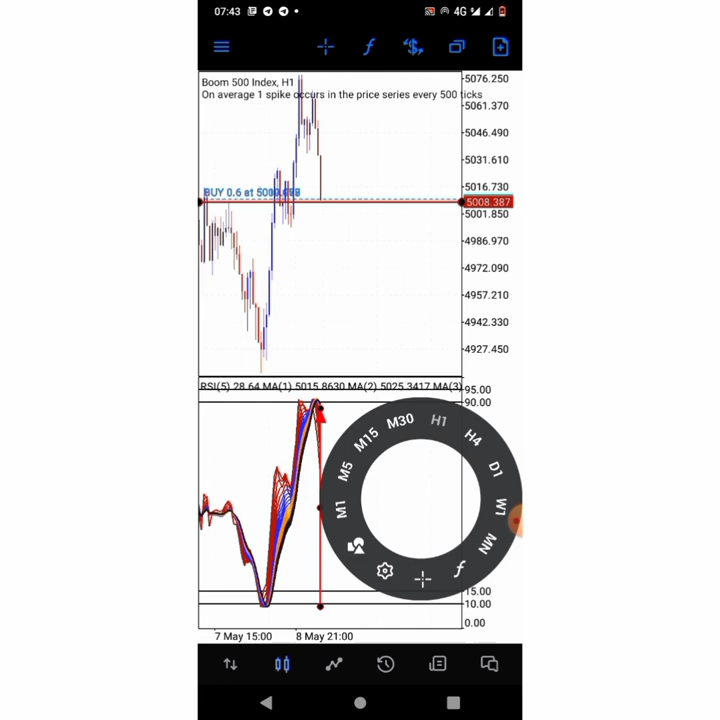 07:43
4G
Boom 500 Index, H1
On average 1 spike occurs in the price series every 500 ticks
5076.250
5061.370
5046.490
5031.610
5016.730
BUY 0.6 at
5008.387
5001.850
4986.970
4972.090
4957.210
4942.330
4927.450
RSI(5) 28.64 MA(1) 5015.8630 MA(2) 5025.3417 MA(3)
95.00
90.00
M1
M5
M15
M30
H1
H4
D1
W1
MN
15.00
10.00
0.00
7 May 15:00
8 May 21:00